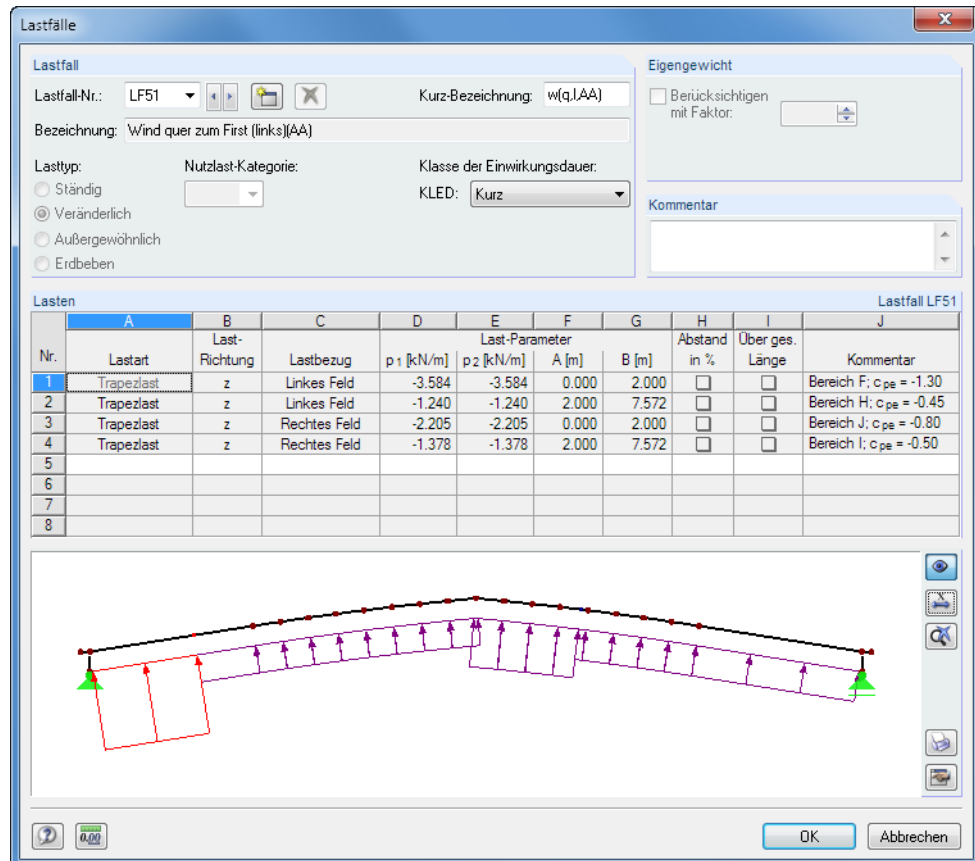 Lastfälle
Lastfall
Lastfall-Nr.: LF51
Kurz-Bezeichnung: w(q,l,AA)
Bezeichnung: Wind quer zum First (links)(AA)
Lasttyp: Nutzlast-Kategorie: Klasse der Einwirkungsdauer:
Ständig
KLED: Kurz
Veränderlich
Außergewöhnlich
Erdbeben
Eigengewicht
Berücksichtigen
mit Faktor:
Kommentar
Lasten Lastfall LF51
A B C D E F G H I J
Last- Last-Parameter Abstand Über ges.
Nr. Lastart Richtung Lastbezug p 1 [kN/m] p 2 [kN/m] A [m] B [m] in % Länge Kommentar
1 Trapezlast z Linkes Feld -3.584 -3.584 0.000 2.000 Bereich F; c pe = -1.30
2 Trapezlast z Linkes Feld -1.240 -1.240 2.000 7.572 Bereich H; c pe = -0.45
3 Trapezlast z Rechtes Feld -2.205 -2.205 0.000 2.000 Bereich J; c pe = -0.80
4 Trapezlast z Rechtes Feld -1.378 -1.378 2.000 7.572 Bereich I; c pe = -0.50
5
6
7
8
0.00
OK Abbrechen